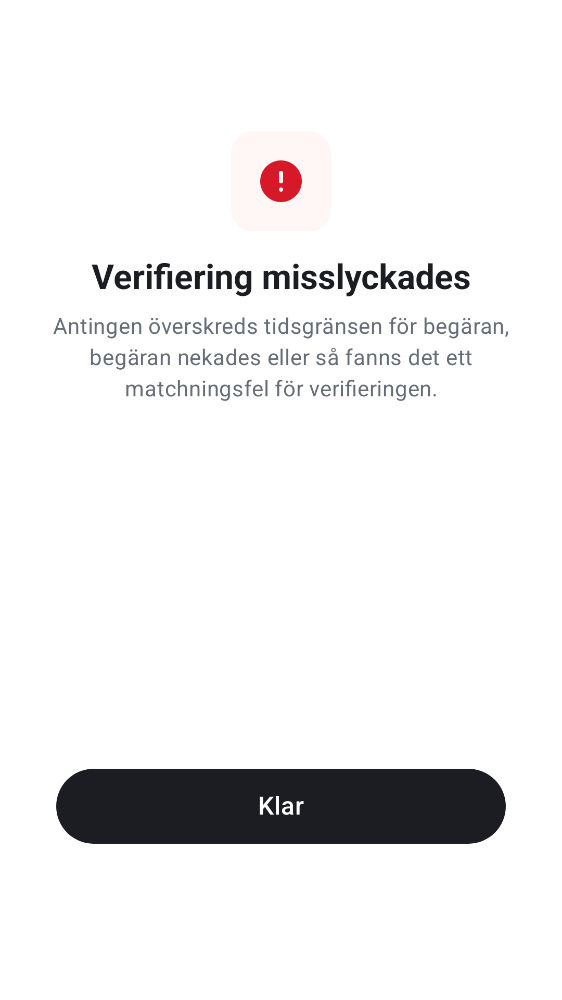 Verifiering misslyckades
Antingen överskreds tidsgränsen för begäran,
begäran nekades eller så fanns det ett
matchningsfel för verifieringen.
Klar